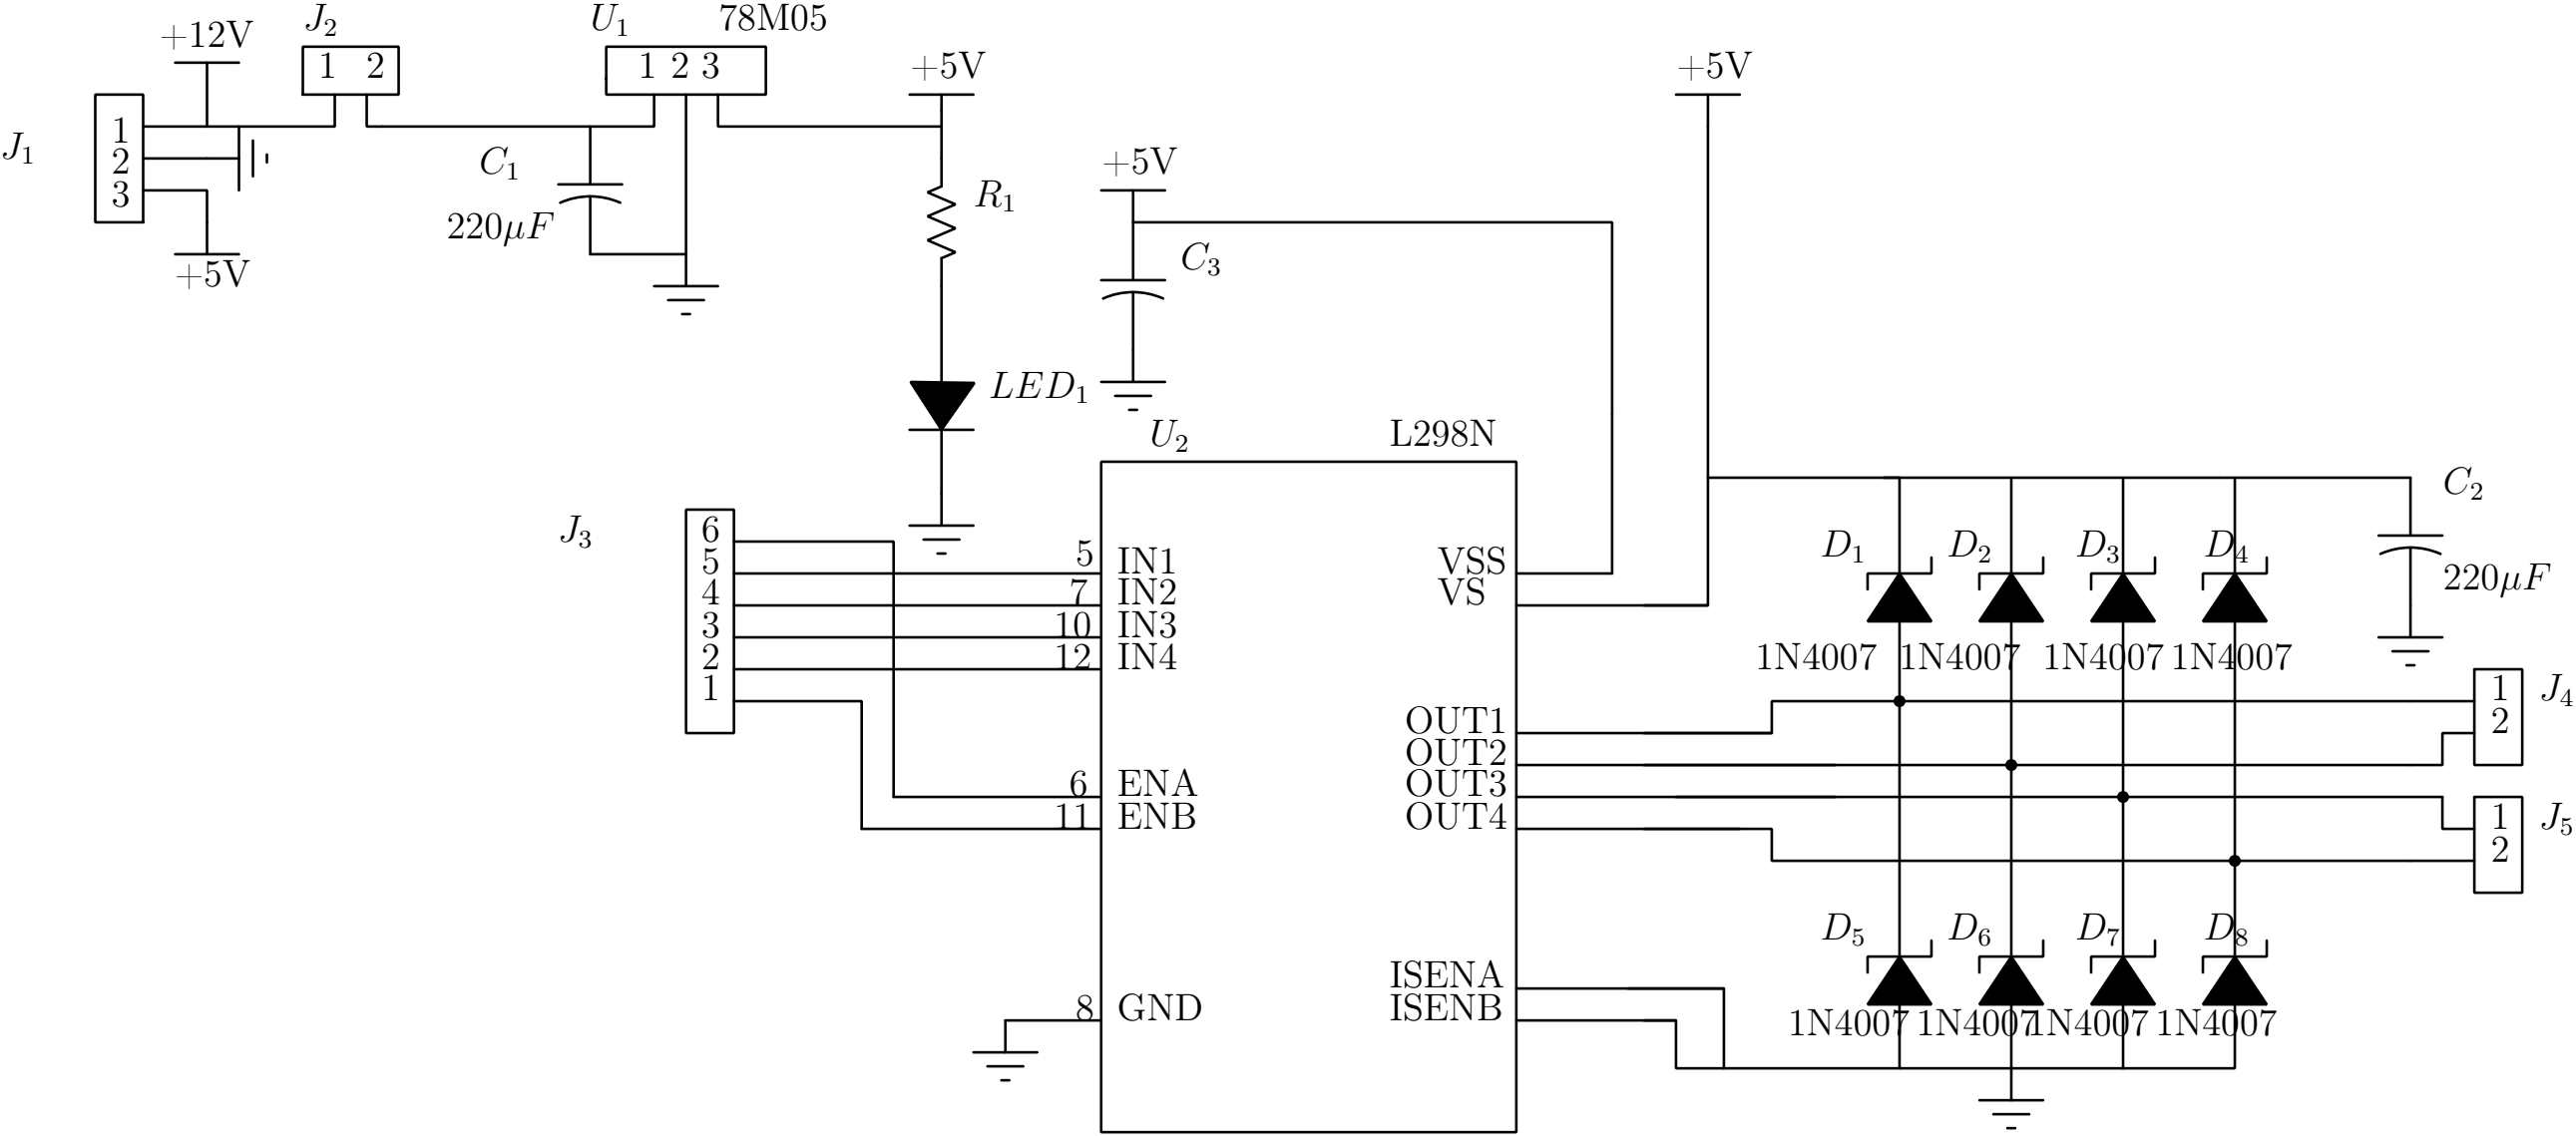 +12V
J₂
1 2
U₁
78M05
1 2 3
+5V
+5V
J₁
1
2
3
+5V
C₁
220μF
R₁
+5V
C₃
LED₁
U₂
L298N
J₃
6
5
4
3
2
1
5
7
10
12
6
11
8
IN1
IN2
IN3
IN4
ENA
ENB
GND
VSS
VS
OUT1
OUT2
OUT3
OUT4
ISENA
ISENB
D₁ D₂ D₃ D₄
1N4007 1N4007 1N4007 1N4007
C₂
220μF
J₄
1
2
J₅
1
2
D₅ D₆ D₇ D₈
1N4007 1N4007 1N4007 1N4007